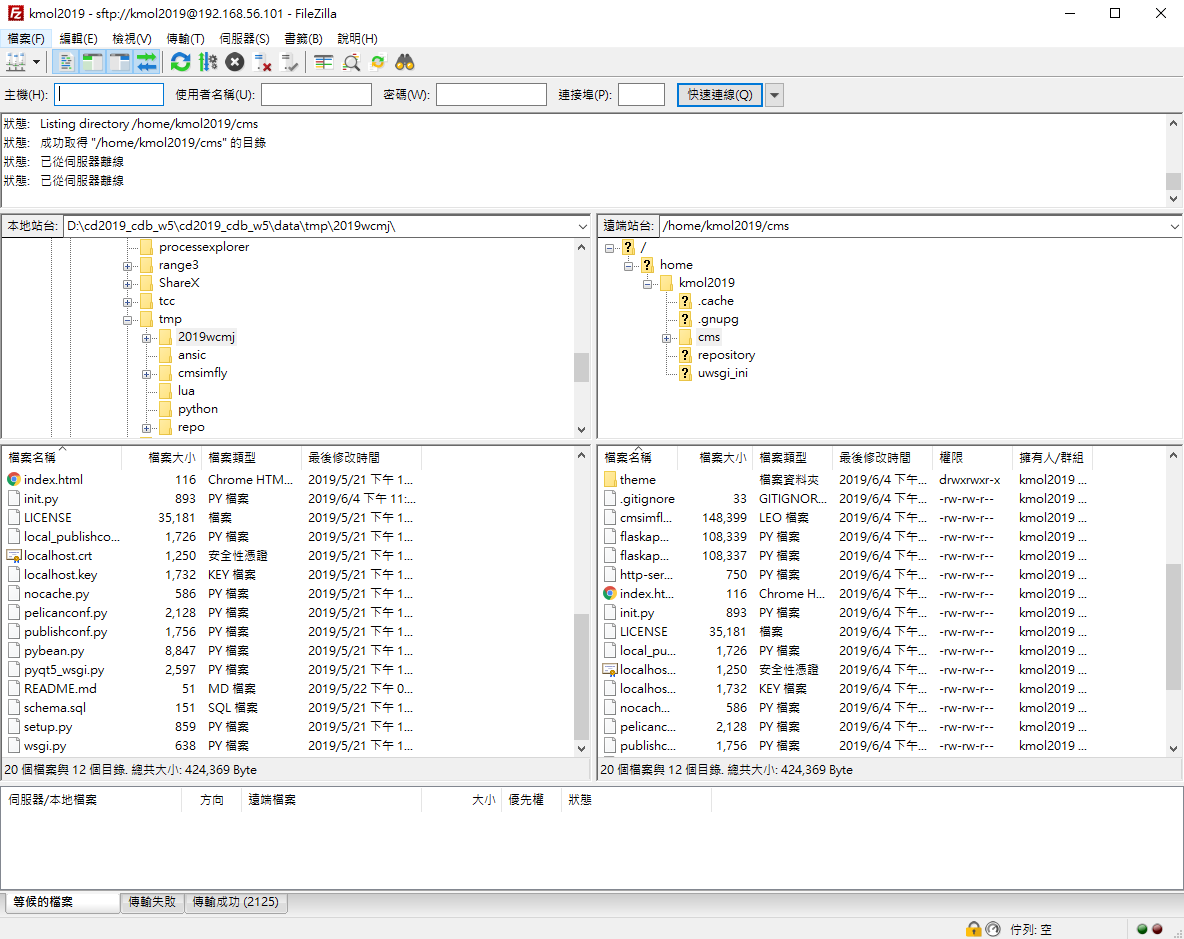 kmol2019 - sftp://kmol2019@192.168.56.101 - FileZilla
檔案(F) 編輯(E) 檢視(V) 傳輸(T) 伺服器(S) 書籤(B) 說明(H)
主機(H): 使用者名稱(U): 密碼(W): 連接埠(P): 快速連線(Q)
狀態: Listing directory /home/kmol2019/cms
狀態: 成功取得 "/home/kmol2019/cms" 的目錄
狀態: 已從伺服器離線
狀態: 已從伺服器離線
本地站台: D:\cd2019_cdb_w5\cd2019_cdb_w5\data\tmp\2019wcmj\
processexplorer
range3
ShareX
tcc
tmp
2019wcmj
ansic
cmsimfly
lua
python
repo
遠端站台: /home/kmol2019/cms
/
home
kmol2019
.cache
.gnupg
cms
repository
uwsgi_ini
檔案名稱 檔案大小 檔案類型 最後修改時間
index.html 116 Chrome HTM... 2019/5/21 下午 1...
init.py 893 PY 檔案 2019/6/4 下午 11:...
LICENSE 35,181 檔案 2019/5/21 下午 1...
local_publishco... 1,726 PY 檔案 2019/5/21 下午 1...
localhost.crt 1,250 安全性憑證 2019/5/21 下午 1...
localhost.key 1,732 KEY 檔案 2019/5/21 下午 1...
nocache.py 586 PY 檔案 2019/5/21 下午 1...
pelicanconf.py 2,128 PY 檔案 2019/5/21 下午 1...
publishconf.py 1,756 PY 檔案 2019/5/21 下午 1...
pybean.py 8,847 PY 檔案 2019/5/21 下午 1...
pyqt5_wsgi.py 2,597 PY 檔案 2019/5/21 下午 1...
README.md 51 MD 檔案 2019/5/22 下午 0...
schema.sql 151 SQL 檔案 2019/5/21 下午 1...
setup.py 859 PY 檔案 2019/5/21 下午 1...
wsgi.py 638 PY 檔案 2019/5/21 下午 1...
20 個檔案與 12 個目錄. 總共大小: 424,369 Byte
檔案名稱 檔案大小 檔案類型 最後修改時間 權限 擁有人/群組
theme 檔案資料夾 2019/6/4 下午... drwxrwxr-x kmol2019 ...
.gitignore 33 GITIGNOR... 2019/6/4 下午... -rw-rw-r-- kmol2019 ...
cmsimfl... 148,399 LEO 檔案 2019/6/4 下午... -rw-rw-r-- kmol2019 ...
flaskap... 108,339 PY 檔案 2019/6/4 下午... -rw-rw-r-- kmol2019 ...
flaskap... 108,337 PY 檔案 2019/6/4 下午... -rw-rw-r-- kmol2019 ...
http-ser... 750 PY 檔案 2019/6/4 下午... -rw-rw-r-- kmol2019 ...
index.ht... 116 Chrome H... 2019/6/4 下午... -rw-rw-r-- kmol2019 ...
init.py 893 PY 檔案 2019/6/4 下午... -rw-rw-r-- kmol2019 ...
LICENSE 35,181 檔案 2019/6/4 下午... -rw-rw-r-- kmol2019 ...
local_pu... 1,726 PY 檔案 2019/6/4 下午... -rw-rw-r-- kmol2019 ...
localhos... 1,250 安全性憑證 2019/6/4 下午... -rw-rw-r-- kmol2019 ...
localhos... 1,732 KEY 檔案 2019/6/4 下午... -rw-rw-r-- kmol2019 ...
nocach... 586 PY 檔案 2019/6/4 下午... -rw-rw-r-- kmol2019 ...
pelicanc... 2,128 PY 檔案 2019/6/4 下午... -rw-rw-r-- kmol2019 ...
publishc... 1,756 PY 檔案 2019/6/4 下午... -rw-rw-r-- kmol2019 ...
20 個檔案與 12 個目錄. 總共大小: 424,369 Byte
伺服器/本地檔案 方向 遠端檔案 大小 優先權 狀態
等候的檔案 傳輸失敗 傳輸成功 (2125)
佇列: 空